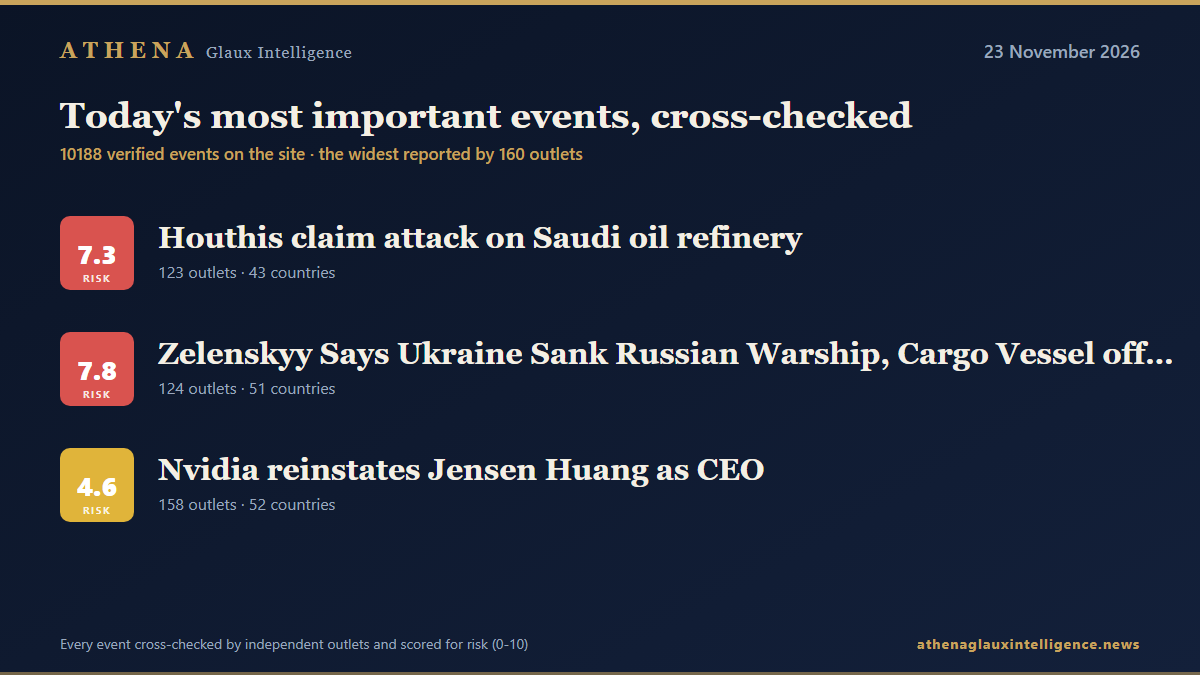 ATHENA Glaux Intelligence
23 November 2026
Today's most important events, cross-checked
10188 verified events on the site · the widest reported by 160 outlets
7.3
RISK
Houthis claim attack on Saudi oil refinery
123 outlets · 43 countries
7.8
RISK
Zelenskyy Says Ukraine Sank Russian Warship, Cargo Vessel off...
124 outlets · 51 countries
4.6
RISK
Nvidia reinstates Jensen Huang as CEO
158 outlets · 52 countries
Every event cross-checked by independent outlets and scored for risk (0-10)
athenaglauxintelligence.news